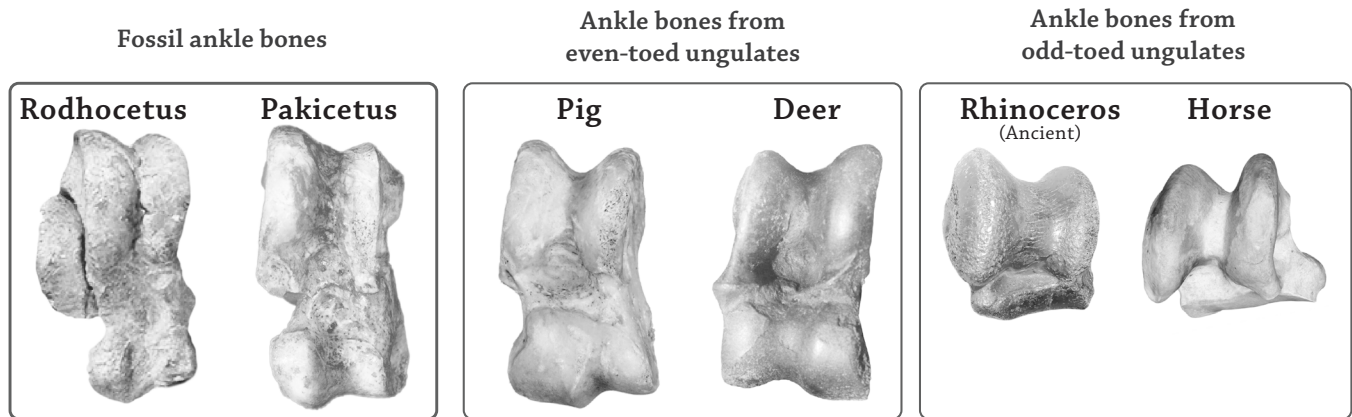 Fossil ankle bones
Ankle bones from
even-toed ungulates
Ankle bones from
odd-toed ungulates
Rodhocetus
Pakicetus
Pig
Deer
Rhinoceros
(Ancient)
Horse